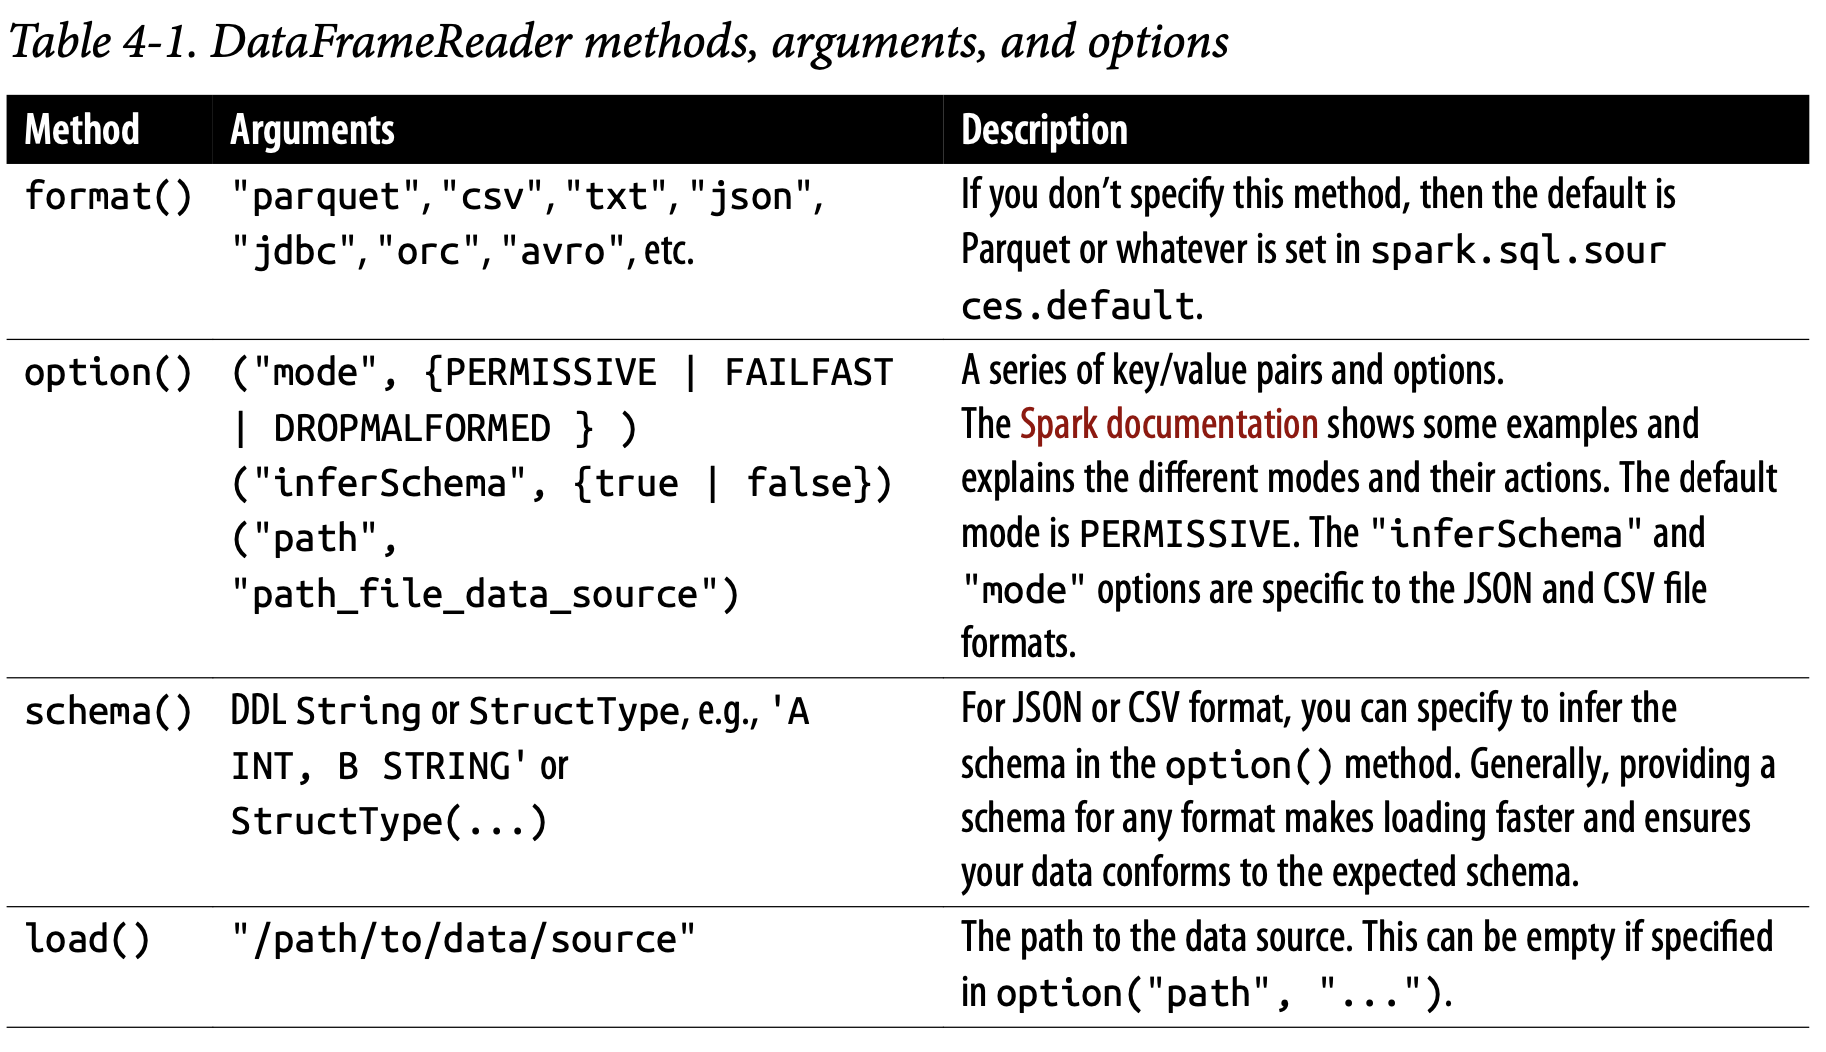 Table 4-1. DataFrameReader methods, arguments, and options
Method Arguments Description
format() "parquet", "csv", "txt", "json",
"jdbc", "orc", "avro", etc.
If you don’t specify this method, then the default is
Parquet or whatever is set in spark.sql.sour
ces.default.
option() ("mode", {PERMISSIVE | FAILFAST
| DROPMALFORMED } )
("inferSchema", {true | false})
("path",
"path_file_data_source")
A series of key/value pairs and options.
The Spark documentation shows some examples and
explains the different modes and their actions. The default
mode is PERMISSIVE. The "inferSchema" and
"mode" options are specific to the JSON and CSV file
formats.
schema() DDL String or StructType, e.g., 'A
INT, B STRING' or
StructType(...)
For JSON or CSV format, you can specify to infer the
schema in the option() method. Generally, providing a
schema for any format makes loading faster and ensures
your data conforms to the expected schema.
load() "/path/to/data/source"
The path to the data source. This can be empty if specified
in option("path", "...").